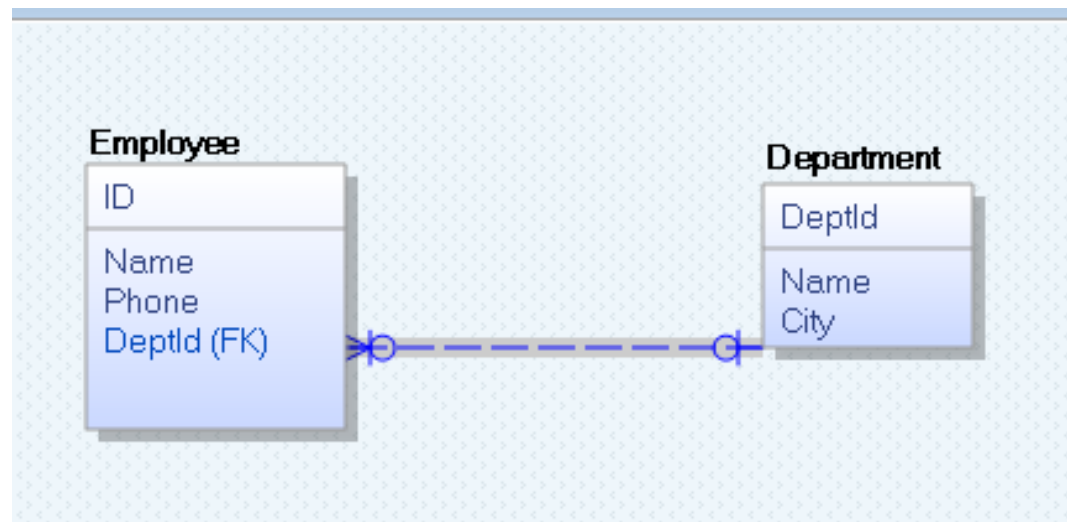 Employee
ID
Name
Phone
DeptId (FK)
Department
DeptId
Name
City